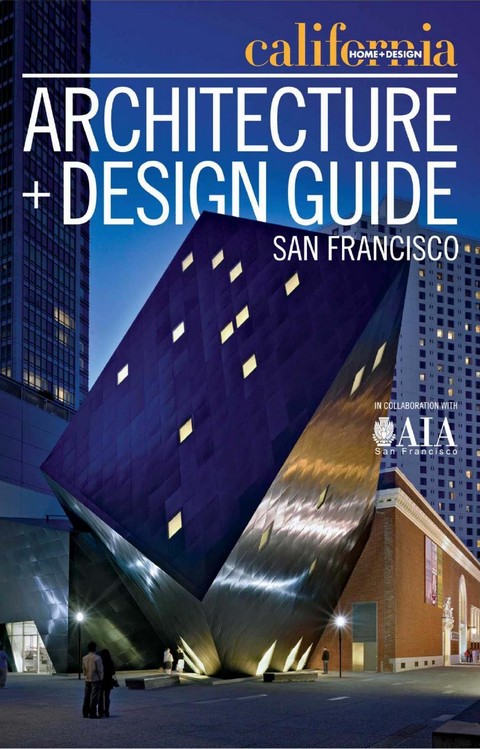 california
HOME+DESIGN
ARCHITECTURE
+ DESIGN GUIDE
SAN FRANCISCO
IN COLLABORATION WITH
AIA
San Francisco